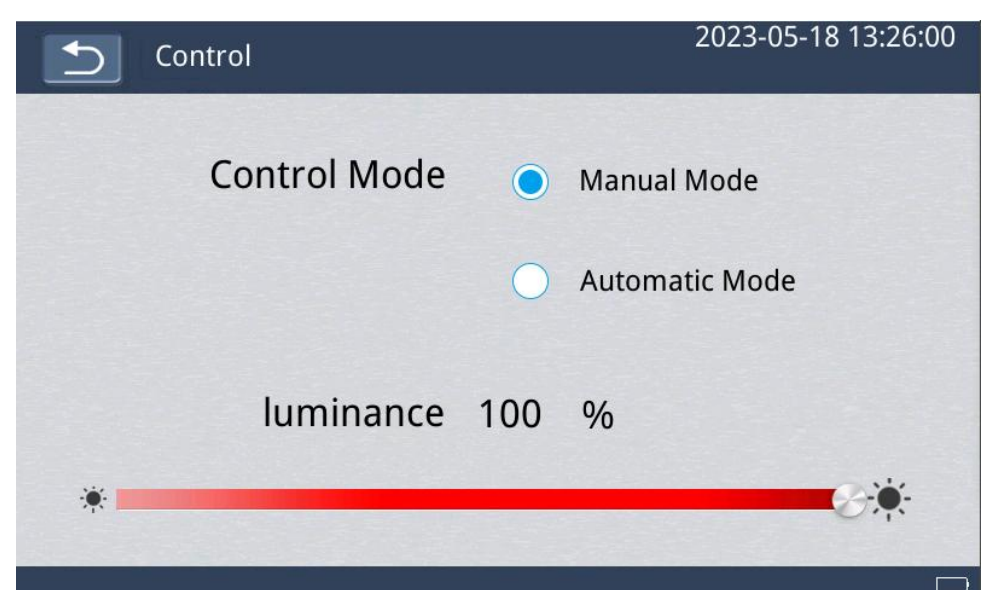 Control
2023-05-18 13:26:00
Control Mode
Manual Mode
Automatic Mode
luminance 100 %